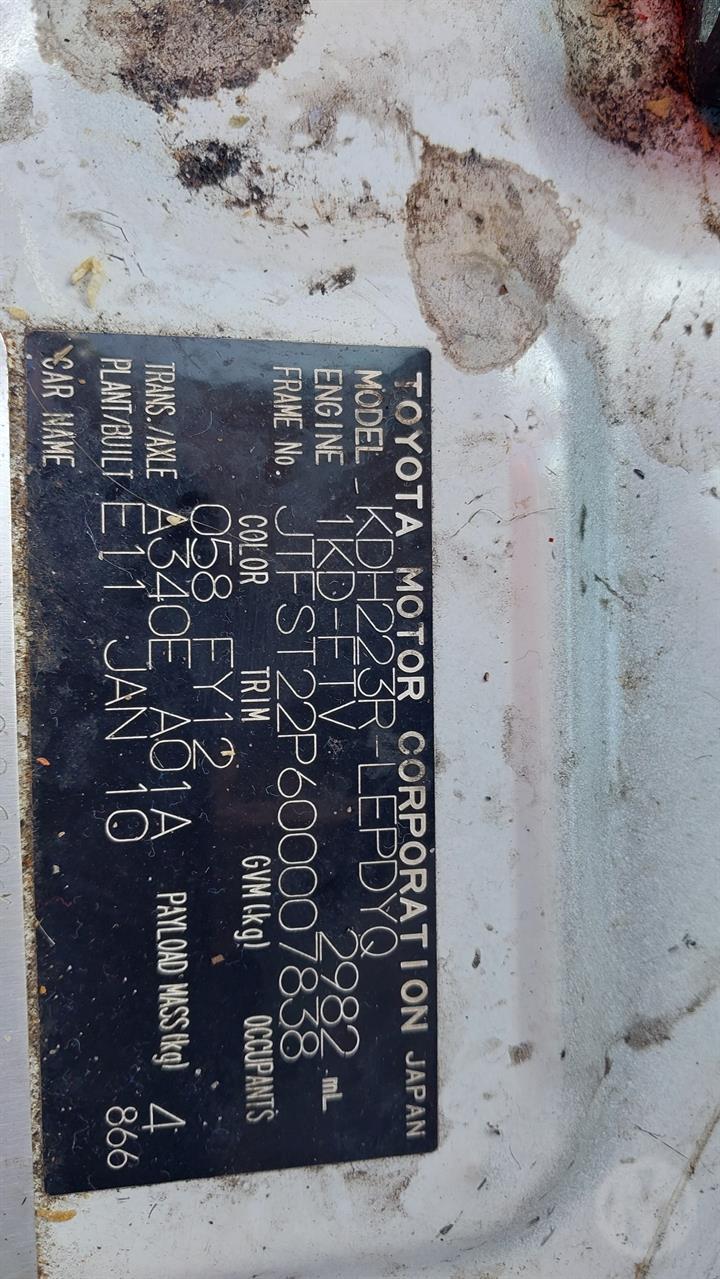 TOYOTA MOTOR CORPORATION JAPAN
MODEL - KDH223R-LEPDYQ
ENGINE 1KD-FTV 2982 mL
FRAME No. JTFST22P600007838
COLOR TRIM GVM(kg) OCCUPANTS
058 FY12
TRANS./AXLE A340E A01A PAYLOAD MASS(kg) 4
PLANT/BUILT E11 JAN 10 866
CAR NAME